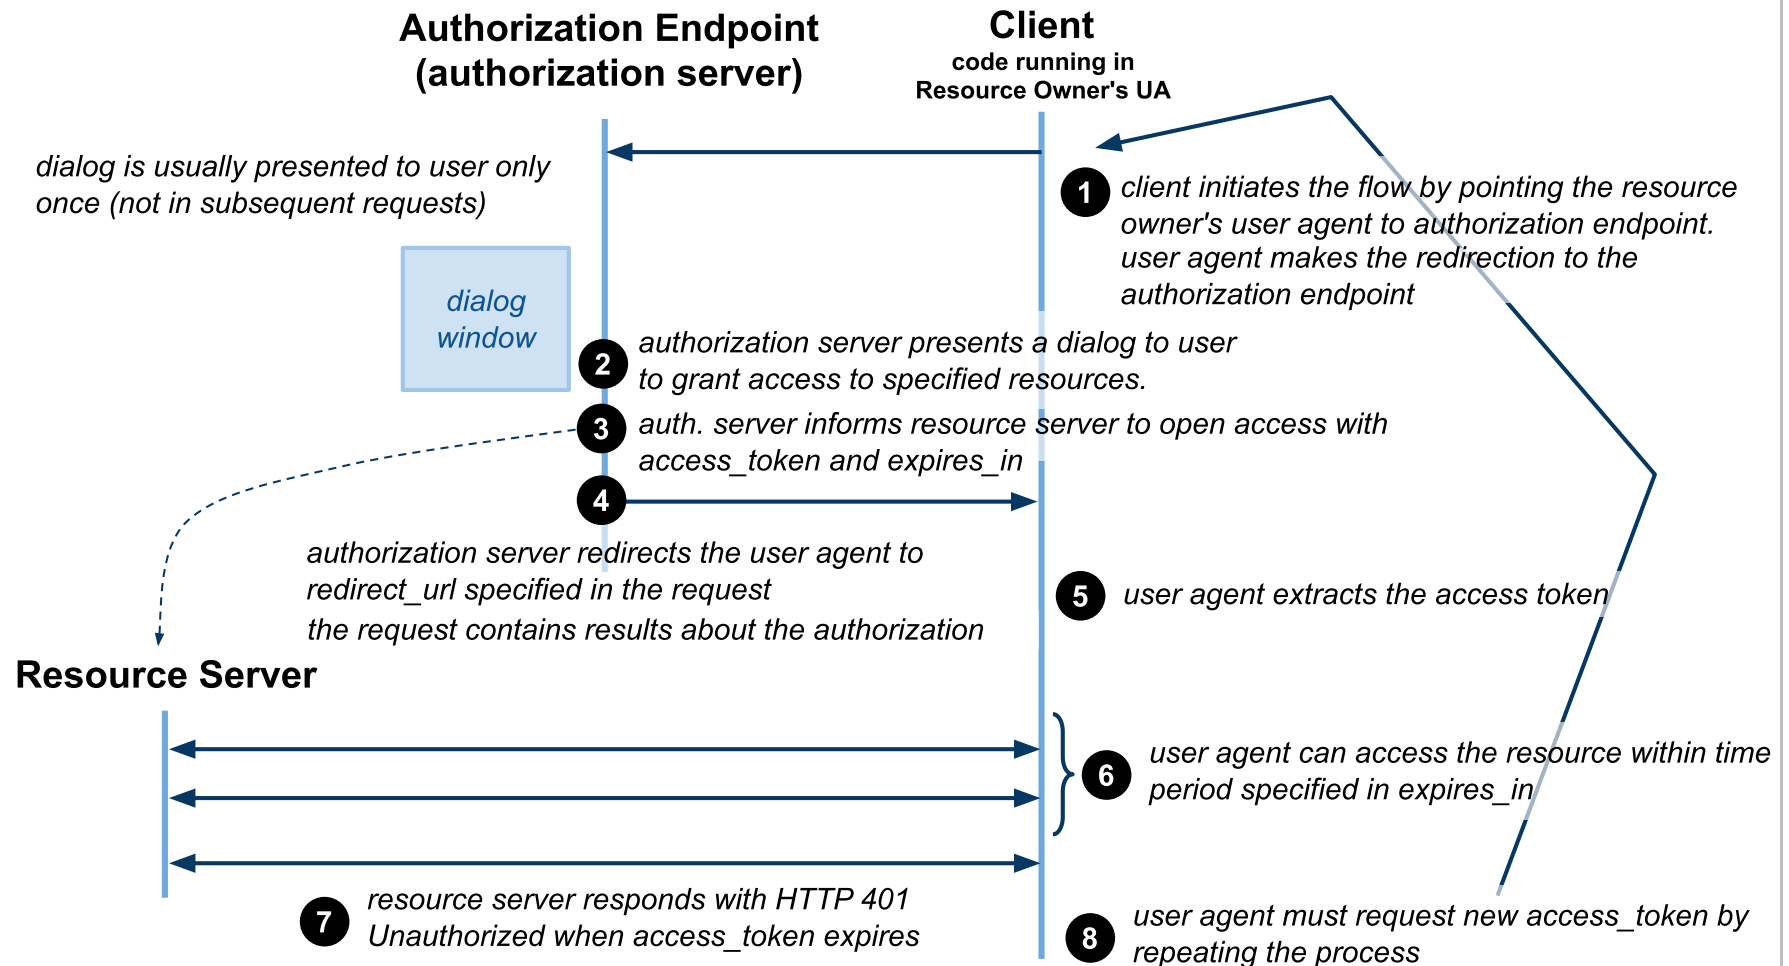 Authorization Endpoint
(authorization server)
Client
code running in
Resource Owner's UA
dialog is usually presented to user only
once (not in subsequent requests)
1
client initiates the flow by pointing the resource
owner's user agent to authorization endpoint.
user agent makes the redirection to the
authorization endpoint
dialog
window
2
authorization server presents a dialog to user
to grant access to specified resources.
3
auth. server informs resource server to open access with
access_token and expires_in
4
authorization server redirects the user agent to
redirect_url specified in the request
the request contains results about the authorization
5
user agent extracts the access token
Resource Server
6
user agent can access the resource within time
period specified in expires_in
7
resource server responds with HTTP 401
Unauthorized when access_token expires
8
user agent must request new access_token by
repeating the process